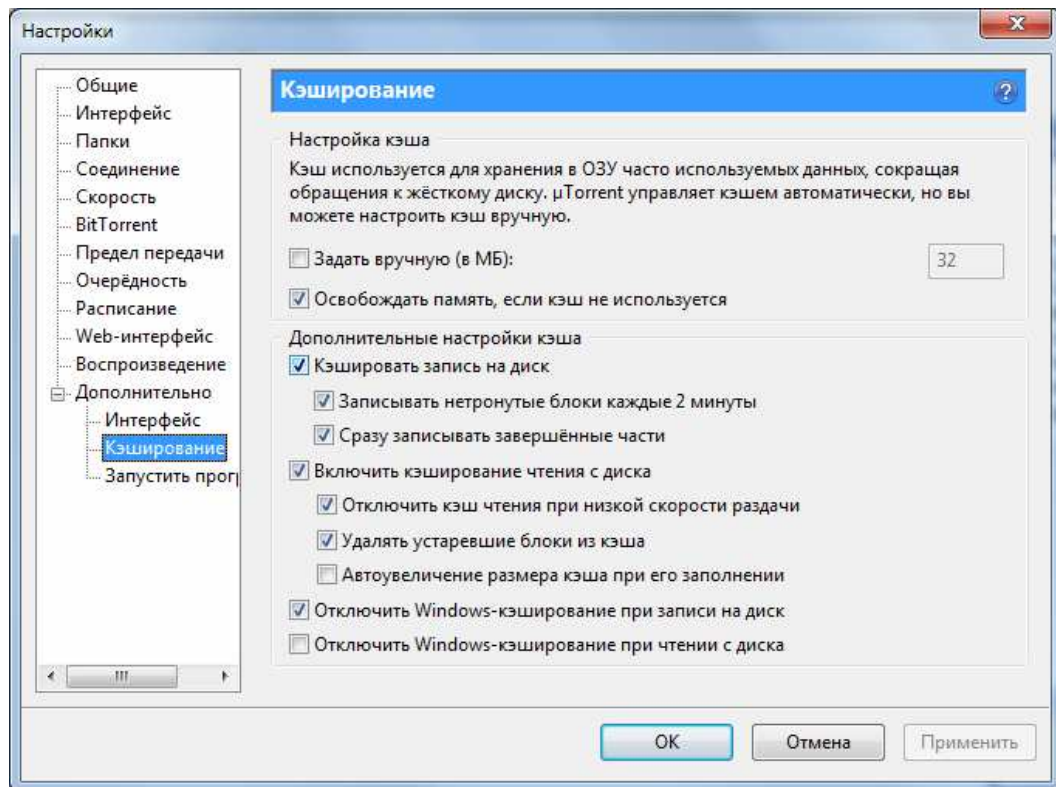 Настройки
Общие
Интерфейс
Папки
Соединение
Скорость
BitTorrent
Предел передачи
Очерёдность
Расписание
Web-интерфейс
Воспроизведение
Дополнительно
Интерфейс
Кэширование
Запустить прог
Кэширование
Настройка кэша
Кэш используется для хранения в ОЗУ часто используемых данных, сокращая
обращения к жёсткому диску. µTorrent управляет кэшем автоматически, но вы
можете настроить кэш вручную.
Задать вручную (в МБ): 32
Освобождать память, если кэш не используется
Дополнительные настройки кэша
Кэшировать запись на диск
Записывать нетронутые блоки каждые 2 минуты
Сразу записывать завершённые части
Включить кэширование чтения с диска
Отключить кэш чтения при низкой скорости раздачи
Удалять устаревшие блоки из кэша
Автоувеличение размера кэша при его заполнении
Отключить Windows-кэширование при записи на диск
Отключить Windows-кэширование при чтении с диска
OK Отмена Применить